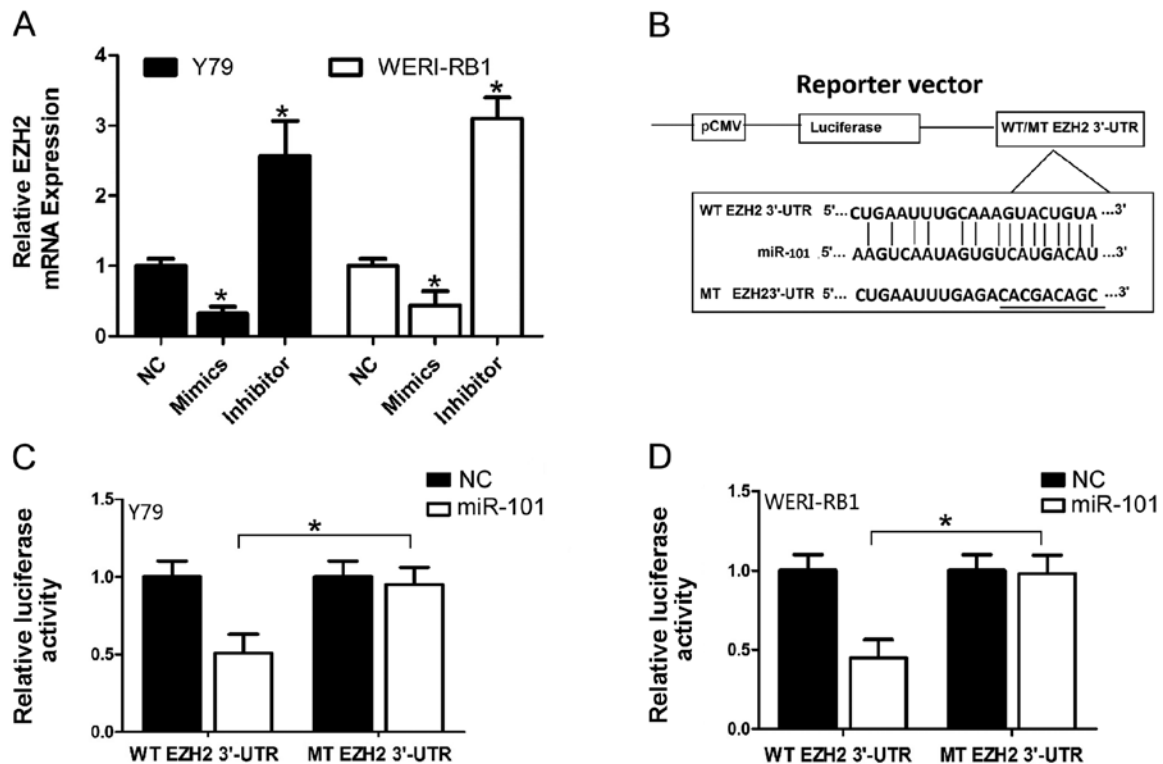 A
Relative EZH2
mRNA Expression
4
3
2
1
0
Y79
WERI-RB1
*
*
*
*
NC
Mimics
Inhibitor
NC
Mimics
Inhibitor
B
Reporter vector
pCMV
Luciferase
WT/MT EZH2 3'-UTR
WT EZH2 3'-UTR 5'... CUGAAUUUGCAAAGUACUGUA ...3'
miR-101 .5'... AAGUCAAUAGUGUCAUGACAU ...3'
MT EZH23'-UTR 5'... CUGAAUUUGAGACACGACAGC ...3'
C
Relative luciferase
activity
1.5
1.0
0.5
0.0
Y79
NC
miR-101
*
WT EZH2 3'-UTR
MT EZH2 3'-UTR
D
Relative luciferase
activity
1.5
1.0
0.5
0.0
WERI-RB1
NC
miR-101
*
WT EZH2 3'-UTR
MT EZH2 3'-UTR